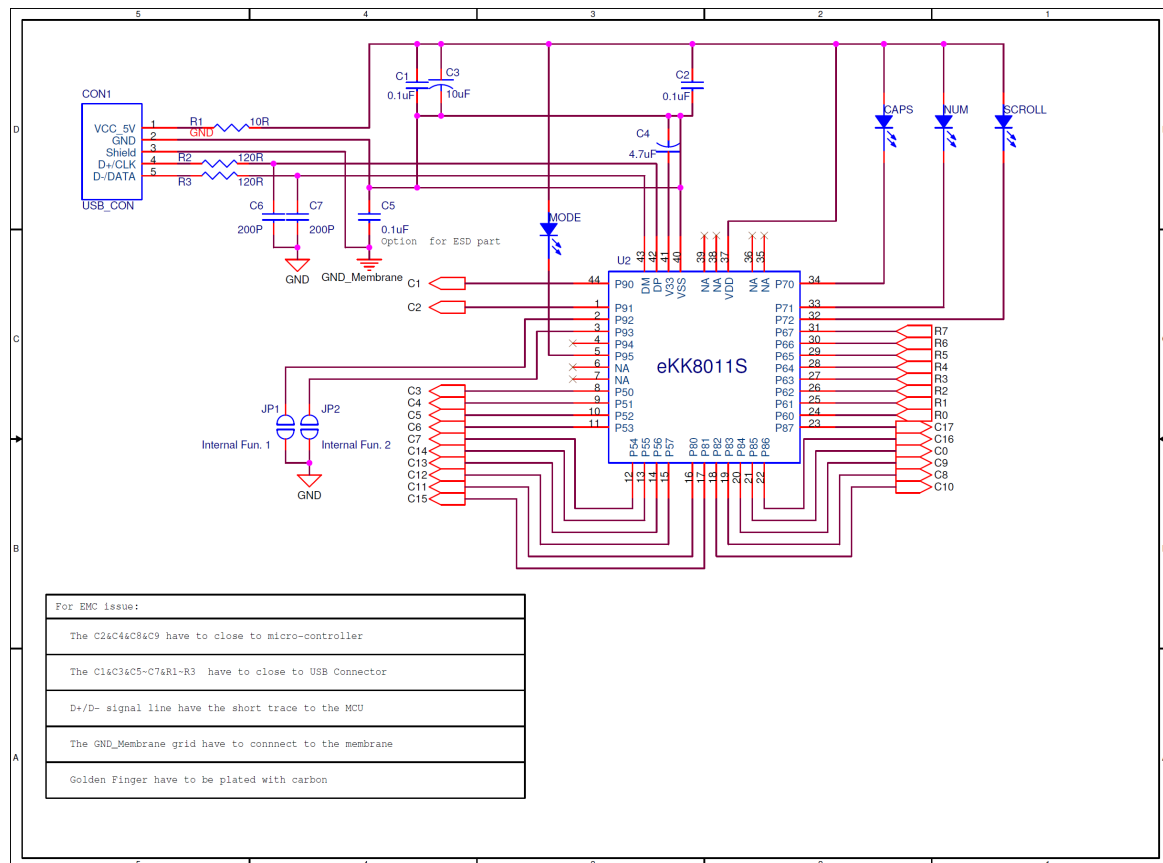 5 4 3 2 1
D
C
B
A
CON1
VCC_5V 1
GND 2
Shield 3
D+/CLK 4
D-/DATA 5
USB_CON
R1 10R
GND
R2 120R
R3 120R
C1
0.1uF
C3
10uF
C2
0.1uF
C4
4.7uF
CAPS
NUM
SCROLL
C6
200P
C7
200P
C5
0.1uF
Option for ESD part
GND
GND_Membrane
MODE
U2
eKK8011S
43 DM
42 DP
41 V33
40 VSS
39 NA
38 NA
37 VDD
36 NA
35 NA
C1 44 P90
C2 1 P91
2 P92
3 P93
4 P94
5 P95
6 NA
7 NA
C3 8 P50
C4 9 P51
C5 10 P52
C6 11 P53
C7
C14
C13
C12
C11
C15
P70 34
P71 33
P72 32
P67 31 R7
P66 30 R6
P65 29 R5
P64 28 R4
P63 27 R3
P62 26 R2
P61 25 R1
P60 24 R0
P87 23 C17
C16
C0
C9
C8
C10
P54 12
P55 13
P56 14
P57 15
P80 16
P81 17
P82 18
P83 19
P84 20
P85 21
P86 22
JP1 JP2
Internal Fun. 1 Internal Fun. 2
GND
For EMC issue:
The C2&C4&C8&C9 have to close to micro-controller
The C1&C3&C5~C7&R1~R3 have to close to USB Connector
D+/D- signal line have the short trace to the MCU
The GND_Membrane grid have to connnect to the membrane
Golden Finger have to be plated with carbon